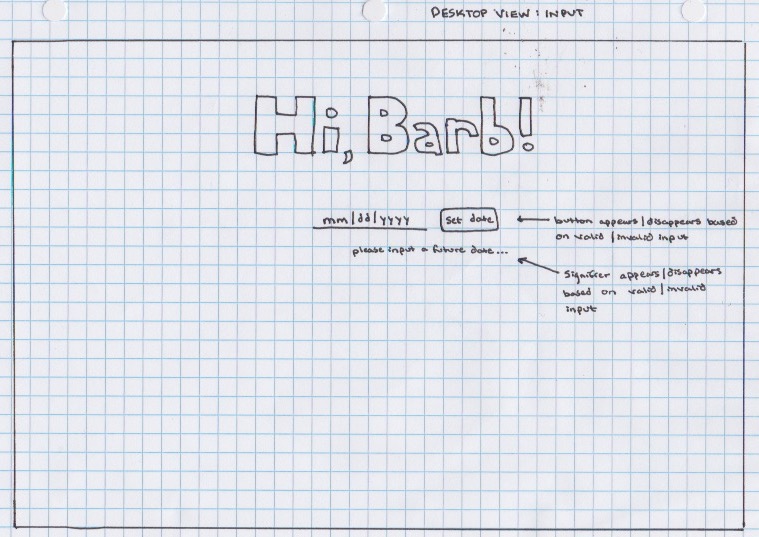 DESKTOP VIEW: INPUT
Hi, Barb!
mm/dd/yyyy
set date
button appears/disappears based
on valid/invalid input
please input a future date...
Signifier appears/disappears
based on valid/invalid
input